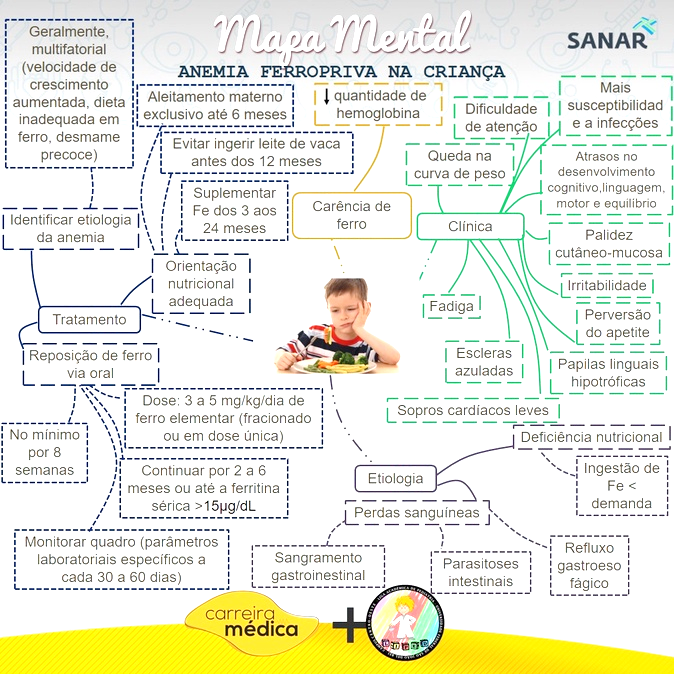 Mapa Mental
SANAR
ANEMIA FERROPRIVA NA CRIANÇA
Geralmente,
multifatorial
(velocidade de
crescimento
aumentada, dieta
inadequada em
ferro, desmame
precoce)
Aleitamento materno
exclusivo até 6 meses
Evitar ingerir leite de vaca
antes dos 12 meses
Suplementar
Fe dos 3 aos
24 meses
Identificar etiologia
da anemia
Orientação
nutricional
adequada
Tratamento
Reposição de ferro
via oral
No mínimo
por 8
semanas
Dose: 3 a 5 mg/kg/dia de
ferro elementar (fracionado
ou em dose única)
Continuar por 2 a 6
meses ou até a ferritina
sérica >15µg/dL
Monitorar quadro (parâmetros
laboratoriais específicos a
cada 30 a 60 dias)
↓ quantidade de
hemoglobina
Carência de
ferro
Dificuldade
de atenção
Mais
susceptibilidad
e a infecções
Queda na
curva de peso
Atrasos no
desenvolvimento
cognitivo,linguagem,
motor e equilibrio
Clínica
Palidez
cutâneo-mucosa
Irritabilidade
Fadiga
Perversão
do apetite
Escleras
azuladas
Papilas linguais
hipotróficas
Sopros cardíacos leves
Deficiência nutricional
Ingestão de
Fe <
demanda
Etiologia
Perdas sanguíneas
Sangramento
gastroinestinal
Parasitoses
intestinais
Refluxo
gastroeso
fágico
carreira
médica
+